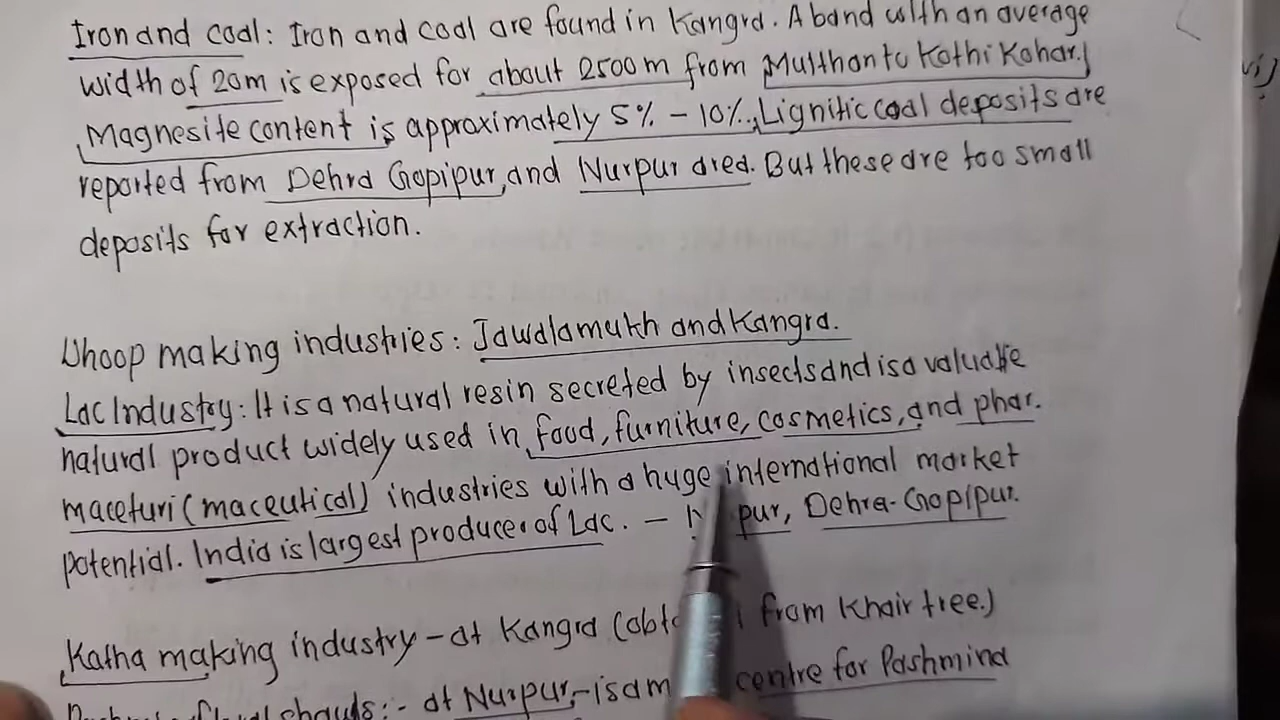 Iron and coal: Iron and coal are found in Kangra. A band with an average
width of 20m is exposed for about 2500m from Multhan to Kothi Kohar.
Magnesite content is approximately 5% - 10%, Lignitic coal deposits are
reported from Dehra Gopipur, and Nurpur area. But these are too small
deposits for extraction.
Dhoop making industries: Jawalamukh and Kangra.
Lac Industry: It is a natural resin secreted by insects and is a valuable
natural product widely used in food, furniture, cosmetics, and phar.
maceturi (maceutical) industries with a huge international market
potential. India is largest producer of Lac. - pur, Dehra-Gopipur.
Katha making industry - at Kangra ( from Khair tree.)
shawls:- at Nurpur,- is a centre for Pashmina
vi)